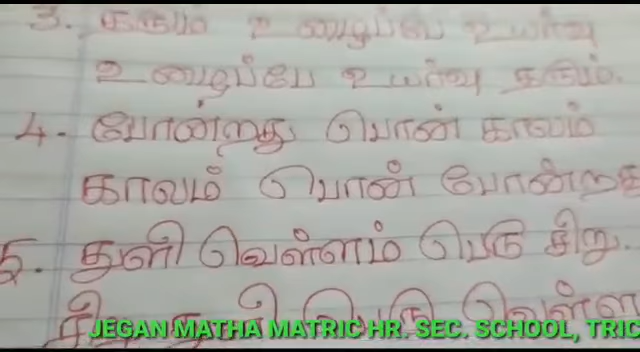 3. தரும் உழைப்பே உயர்வு
உழைப்பே உயர்வு தரும்.
4. போன்றது பொன் காலம்
காலம் பொன் போன்றது
5. துளி வெள்ளம் பெரு சிறு.
சிறு துளி பெரு வெள்ள
JEGAN MATHA MATRIC HR. SEC. SCHOOL, TRIC